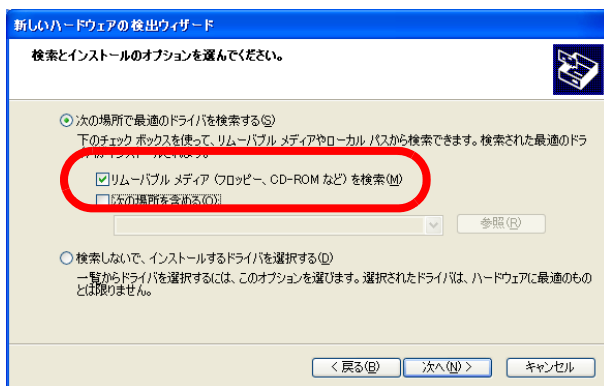 新しいハードウェアの検出ウィザード
検索とインストールのオプションを選んでください。
次の場所で最適のドライバを検索する(S)
下のチェック ボックスを使って、リムーバブル メディアやローカル パスから検索できます。検索された最適のドラ
リムーバブル メディア (フロッピー、CD-ROM など) を検索(M)
次の場所を含める(O):
参照(R)
検索しないで、インストールするドライバを選択する(D)
一覧からドライバを選択するには、このオプションを選びます。選択されたドライバは、ハードウェアに最適のもの
とは限りません。
< 戻る(B)
次へ(N) >
キャンセル